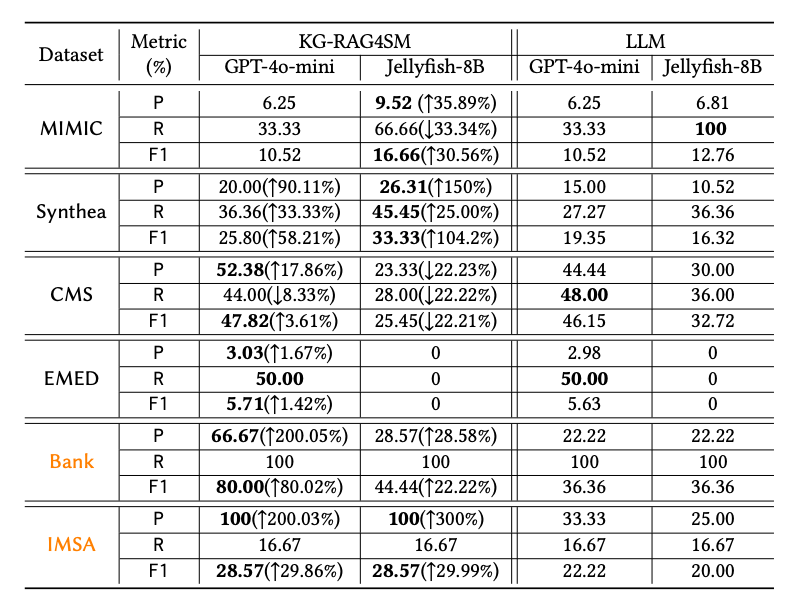 Dataset Metric (%) KG-RAG4SM LLM
GPT-4o-mini Jellyfish-8B GPT-4o-mini Jellyfish-8B
MIMIC P 6.25 9.52 (↑35.89%) 6.25 6.81
R 33.33 66.66(↓33.34%) 33.33 100
F1 10.52 16.66(↑30.56%) 10.52 12.76
Synthea P 20.00(↑90.11%) 26.31(↑150%) 15.00 10.52
R 36.36(↑33.33%) 45.45(↑25.00%) 27.27 36.36
F1 25.80(↑58.21%) 33.33(↑104.2%) 19.35 16.32
CMS P 52.38(↑17.86%) 23.33(↓22.23%) 44.44 30.00
R 44.00(↓8.33%) 28.00(↓22.22%) 48.00 36.00
F1 47.82(↑3.61%) 25.45(↓22.21%) 46.15 32.72
EMED P 3.03(↑1.67%) 0 2.98 0
R 50.00 0 50.00 0
F1 5.71(↑1.42%) 0 5.63 0
Bank P 66.67(↑200.05%) 28.57(↑28.58%) 22.22 22.22
R 100 100 100 100
F1 80.00(↑80.02%) 44.44(↑22.22%) 36.36 36.36
IMSA P 100(↑200.03%) 100(↑300%) 33.33 25.00
R 16.67 16.67 16.67 16.67
F1 28.57(↑29.86%) 28.57(↑29.99%) 22.22 20.00